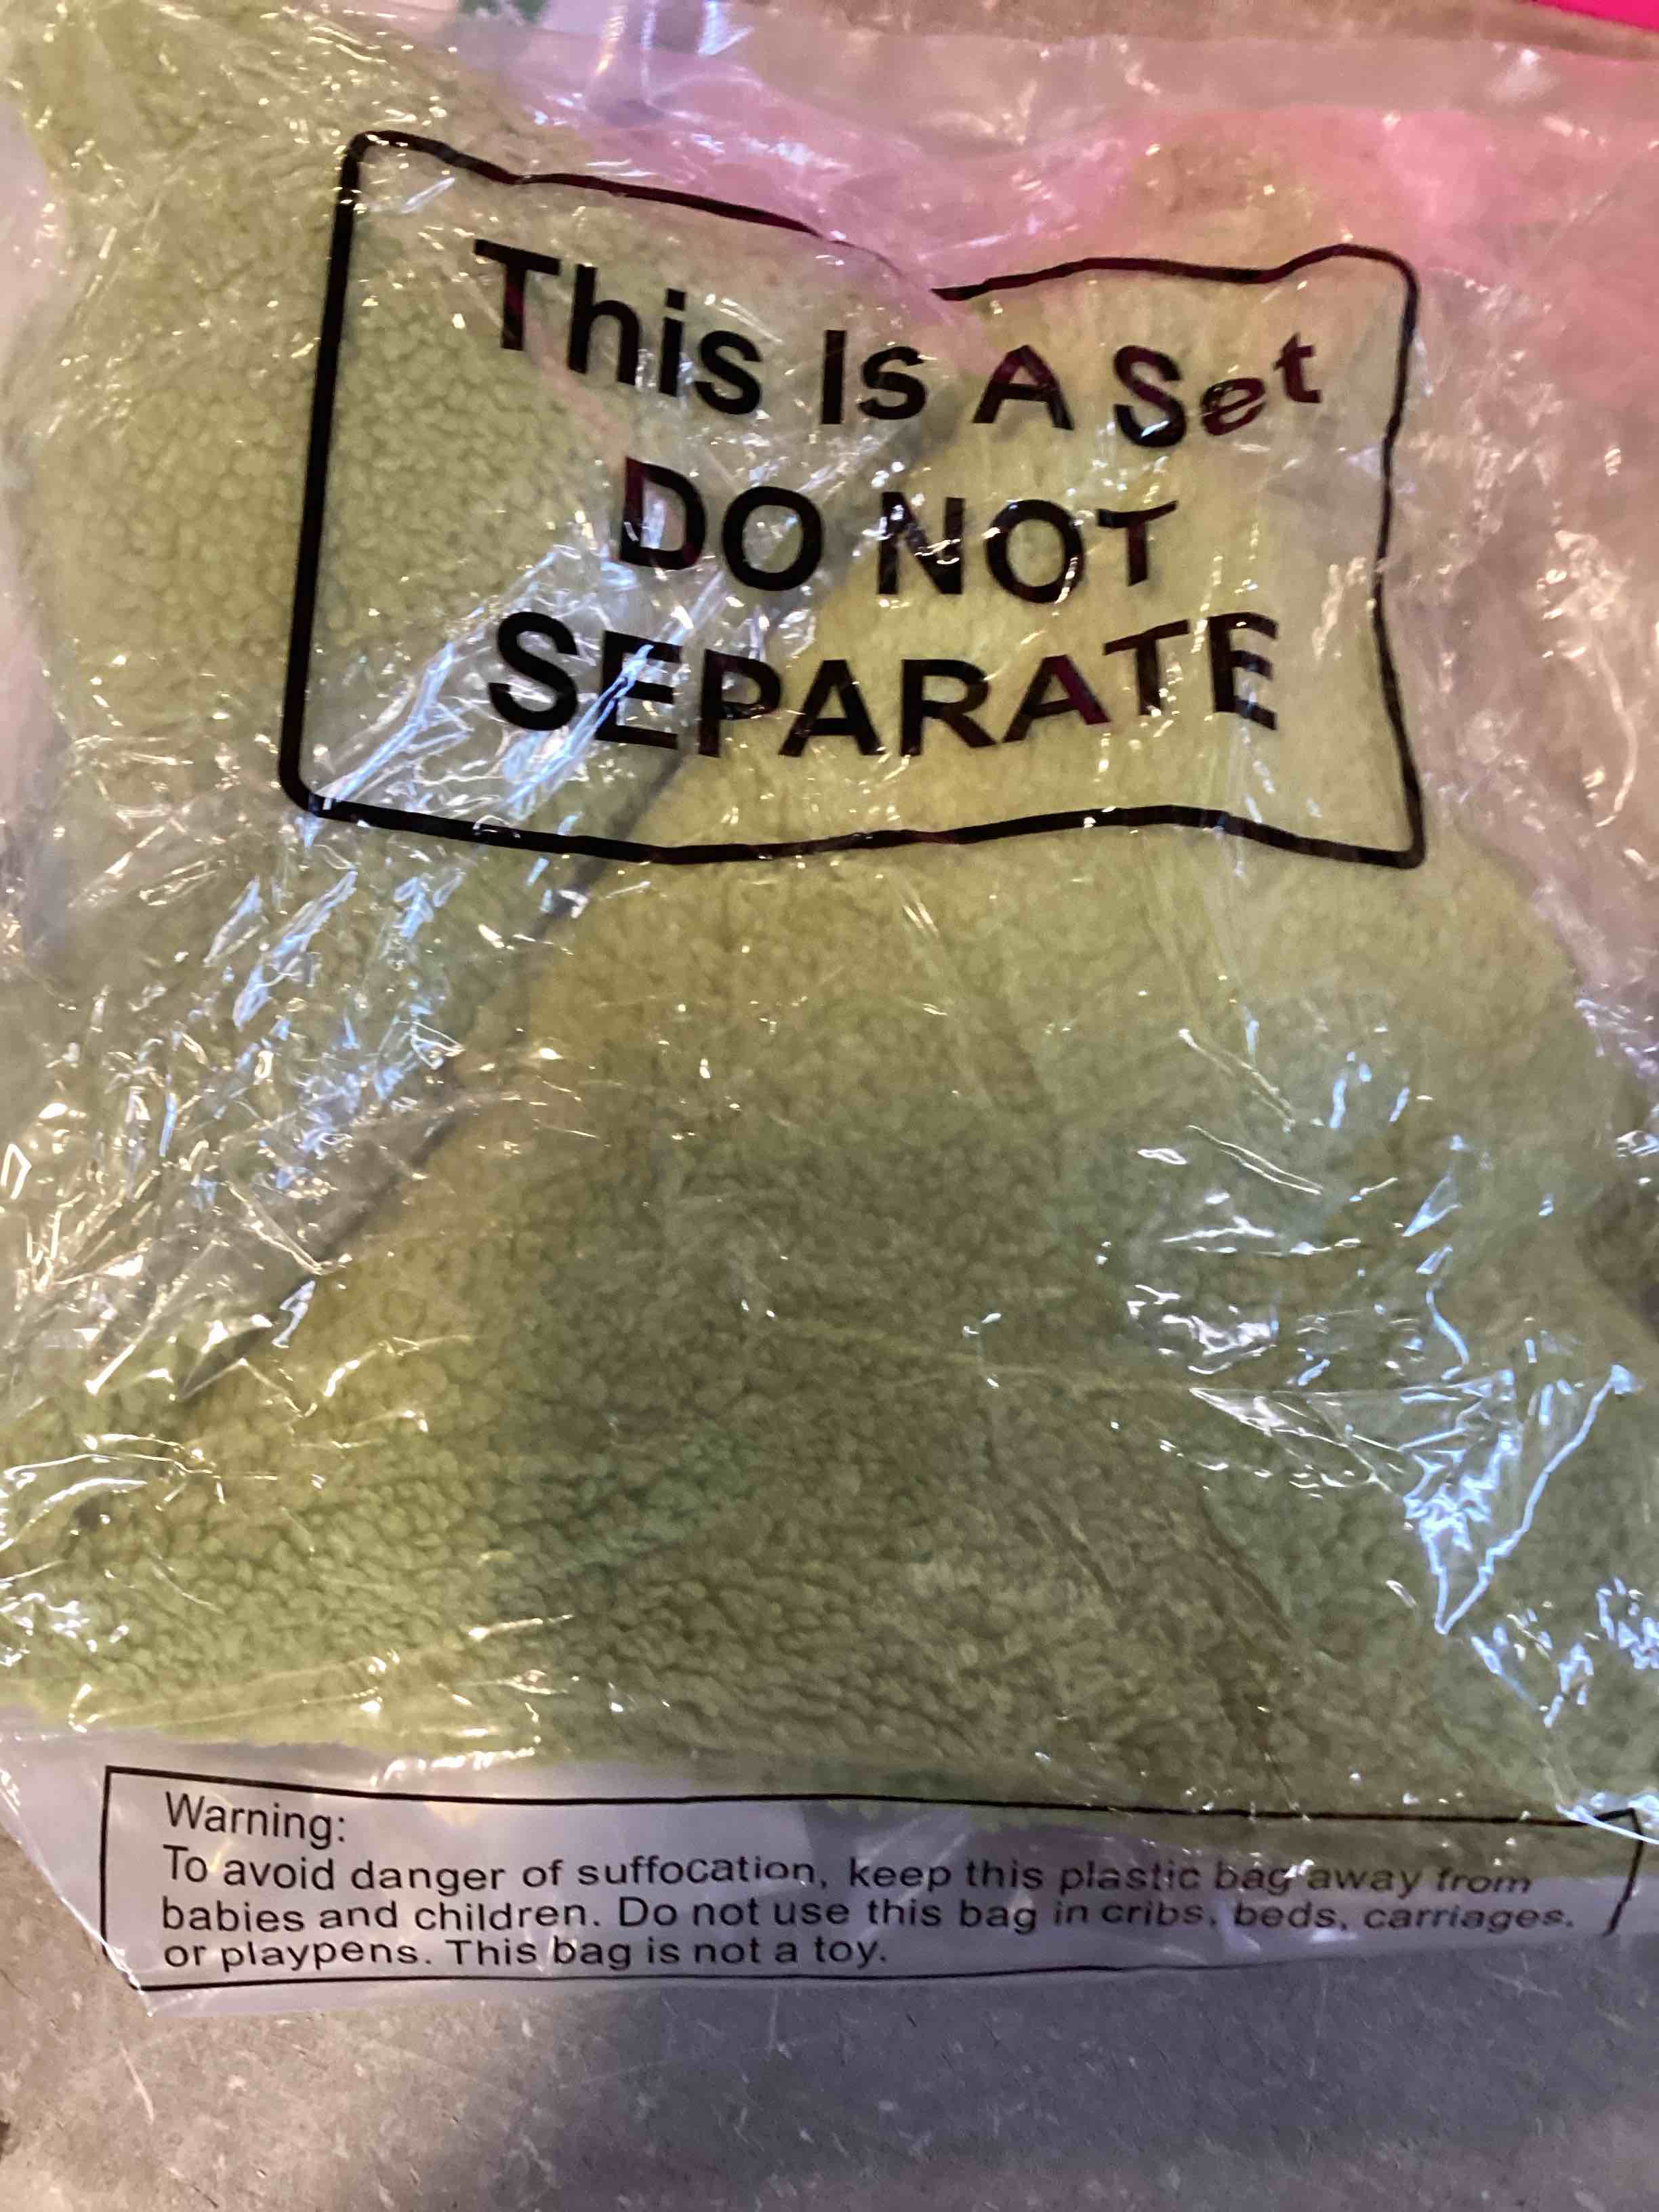 This Is A Set
DO NOT
SEPARATE
Warning:
To avoid danger of suffocation, keep this plastic bag away from
babies and children. Do not use this bag in cribs, beds, carriages,
or playpens. This bag is not a toy.